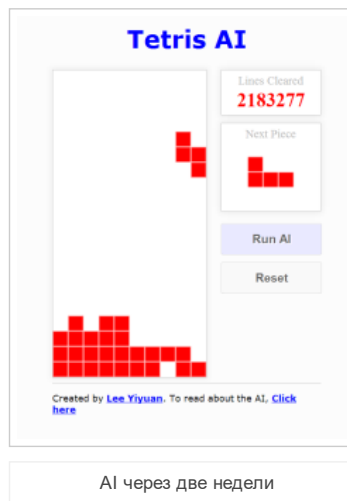 Tetris AI
Lines Cleared
2183277
Next Piece
Run AI
Reset
Created by Lee Yiyuan. To read about the AI, Click
here
AI через две недели